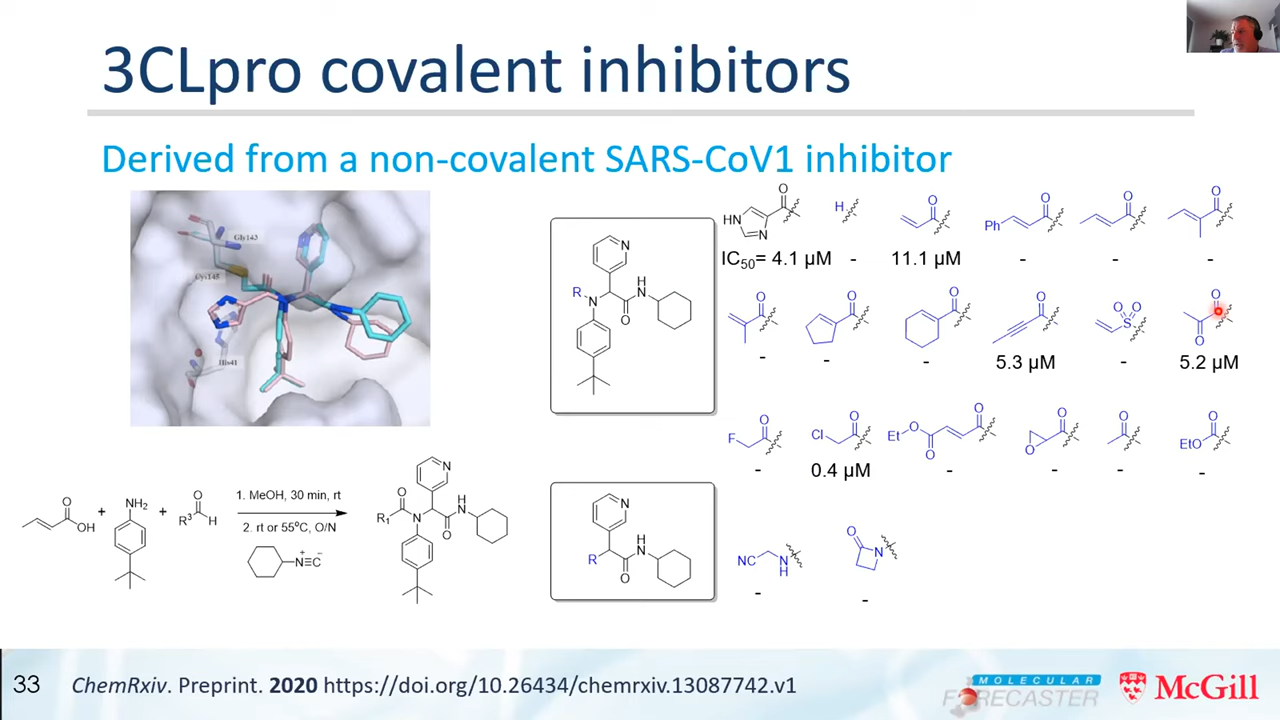 3CLpro covalent inhibitors
Derived from a non-covalent SARS-CoV1 inhibitor
Gly143
Cys145
His41
N
R
N
O
H
N
O
HN
N
H
IC50= 4.1 µM
-
O
11.1 µM
Ph
O
-
O
-
O
-
O
-
O
-
O
-
O
5.3 µM
O O
S
-
O
O
5.2 µM
F
O
-
Cl
O
0.4 µM
Et
O
O
O
-
O
O
-
O
-
EtO
O
-
O
OH
+
NH2
+
O
R3
H
1. MeOH, 30 min, rt
2. rt or 55°C, O/N
+ −
N≡C
N
O
R1
N
O
H
N
N
R
O
H
N
NC
N
H
-
O
N
-
33
ChemRxiv. Preprint. 2020 https://doi.org/10.26434/chemrxiv.13087742.v1
MOLECULAR
FORECASTER
McGill